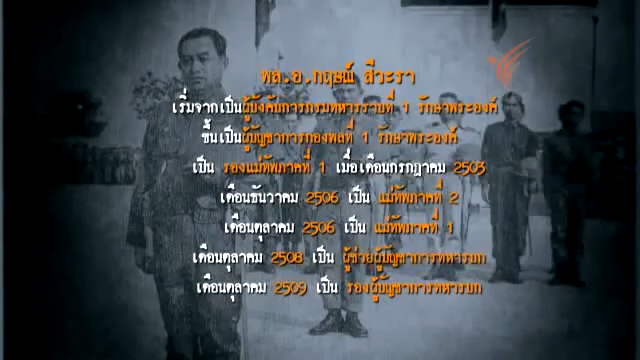 พล.อ.กฤษณ์ สีวะรา
เริ่มจากเป็นผู้บังคับการกรมทหารราบที่ 1 รักษาพระองค์
ขึ้นเป็นผู้บัญชาการกองพลที่ 1 รักษาพระองค์
เป็น รองแม่ทัพภาคที่ 1 เมื่อเดือนกรกฎาคม 2503
เดือนธันวาคม 2506 เป็น แม่ทัพภาคที่ 2
เดือนตุลาคม 2506 เป็น แม่ทัพภาคที่ 1
เดือนตุลาคม 2508 เป็น ผู้ช่วยผู้บัญชาการทหารบก
เดือนตุลาคม 2509 เป็น รองผู้บัญชาการทหารบก